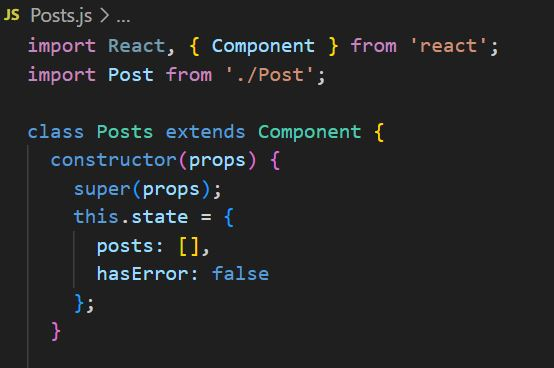 JS Posts.js > ...
import React, { Component } from 'react';
import Post from './Post';
class Posts extends Component {
constructor(props) {
super(props);
this.state = {
posts: [],
hasError: false
};
}